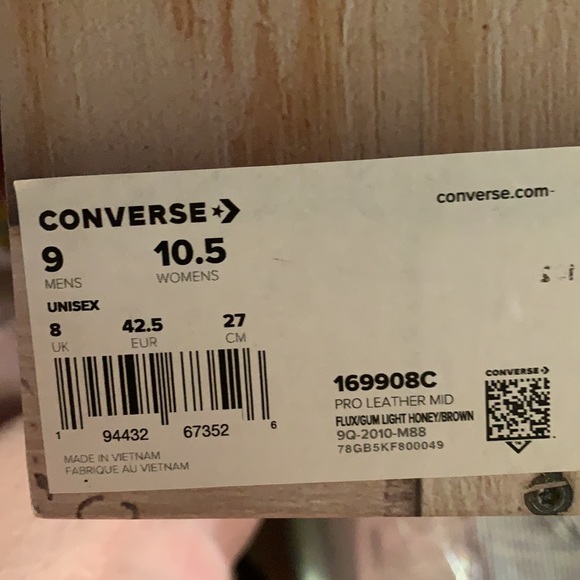 CONVERSE
converse.com-
9 10.5
MENS WOMENS
UNISEX
8 42.5 27
UK EUR CM
1 94432 67352 6
MADE IN VIETNAM
FABRIQUE AU VIETNAM
169908C
PRO LEATHER MID
FLUX/GUM LIGHT HONEY/BROWN
9Q-2010-M88
78GB5KF800049
CONVERSE